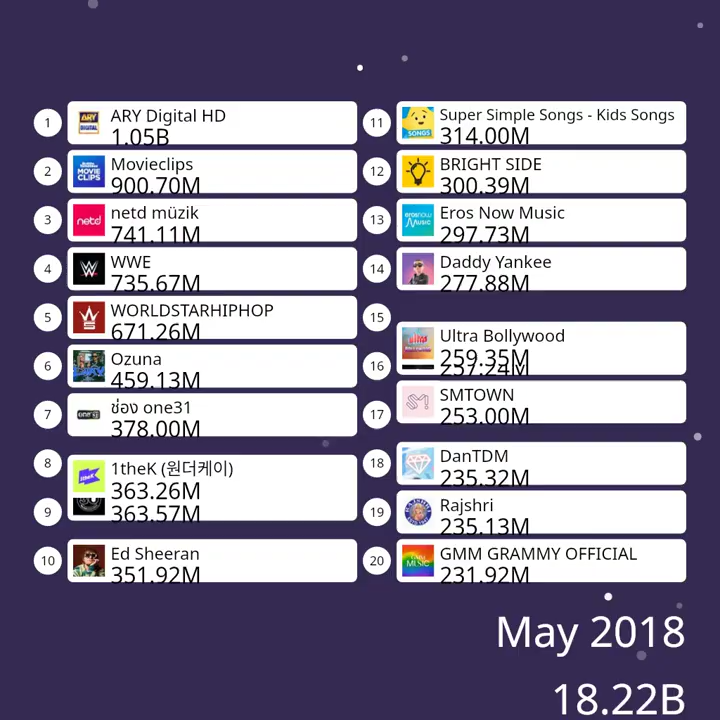 1
ARY Digital HD
1.05B
2
Movieclips
900.70M
3
netd müzik
741.11M
4
WWE
735.67M
5
WORLDSTARHIPHOP
671.26M
6
Ozuna
459.13M
7
ช่อง one31
378.00M
8
1theK (원더케이)
363.26M
9
363.57M
10
Ed Sheeran
351.92M
11
Super Simple Songs - Kids Songs
314.00M
12
BRIGHT SIDE
300.39M
13
Eros Now Music
297.73M
14
Daddy Yankee
277.88M
15
Ultra Bollywood
259.35M
16
17
SMTOWN
253.00M
18
DanTDM
235.32M
19
Rajshri
235.13M
20
GMM GRAMMY OFFICIAL
231.92M
May 2018
18.22B